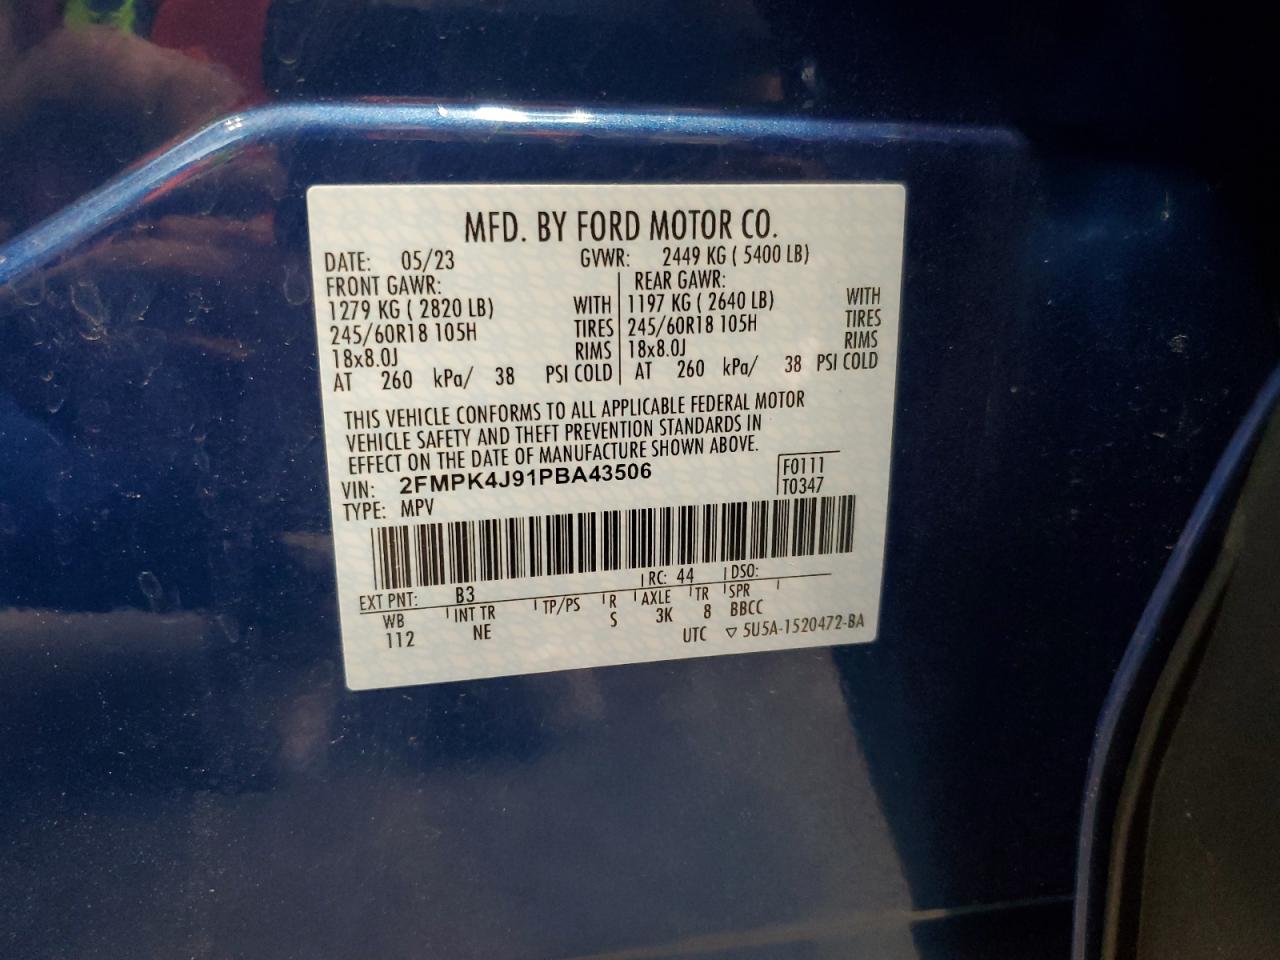 MFD. BY FORD MOTOR CO.
DATE: 05/23 GVWR: 2449 KG ( 5400 LB)
FRONT GAWR: REAR GAWR:
1279 KG ( 2820 LB) WITH 1197 KG ( 2640 LB) WITH
245/60R18 105H TIRES 245/60R18 105H TIRES
18x8.0J RIMS 18x8.0J RIMS
AT 260 kPa/ 38 PSI COLD AT 260 kPa/ 38 PSI COLD
THIS VEHICLE CONFORMS TO ALL APPLICABLE FEDERAL MOTOR
VEHICLE SAFETY AND THEFT PREVENTION STANDARDS IN
EFFECT ON THE DATE OF MANUFACTURE SHOWN ABOVE.
VIN: 2FMPK4J91PBA43506 F0111
TYPE: MPV T0347
EXT PNT: B3 RC: 44 DSO:
WB INT TR TP/PS R AXLE TR SPR
112 NE S 3K 8 BBCC
UTC ▽ 5U5A-1520472-BA